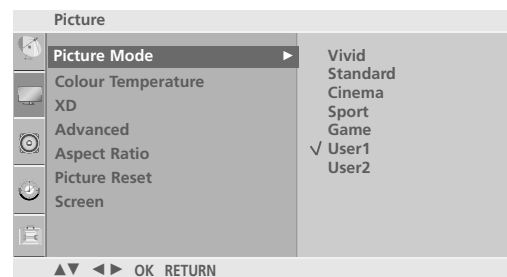 Picture
Picture Mode ►
Colour Temperature
XD
Advanced
Aspect Ratio
Picture Reset
Screen
Vivid
Standard
Cinema
Sport
Game
√ User1
User2
▲▼ ◄► OK RETURN